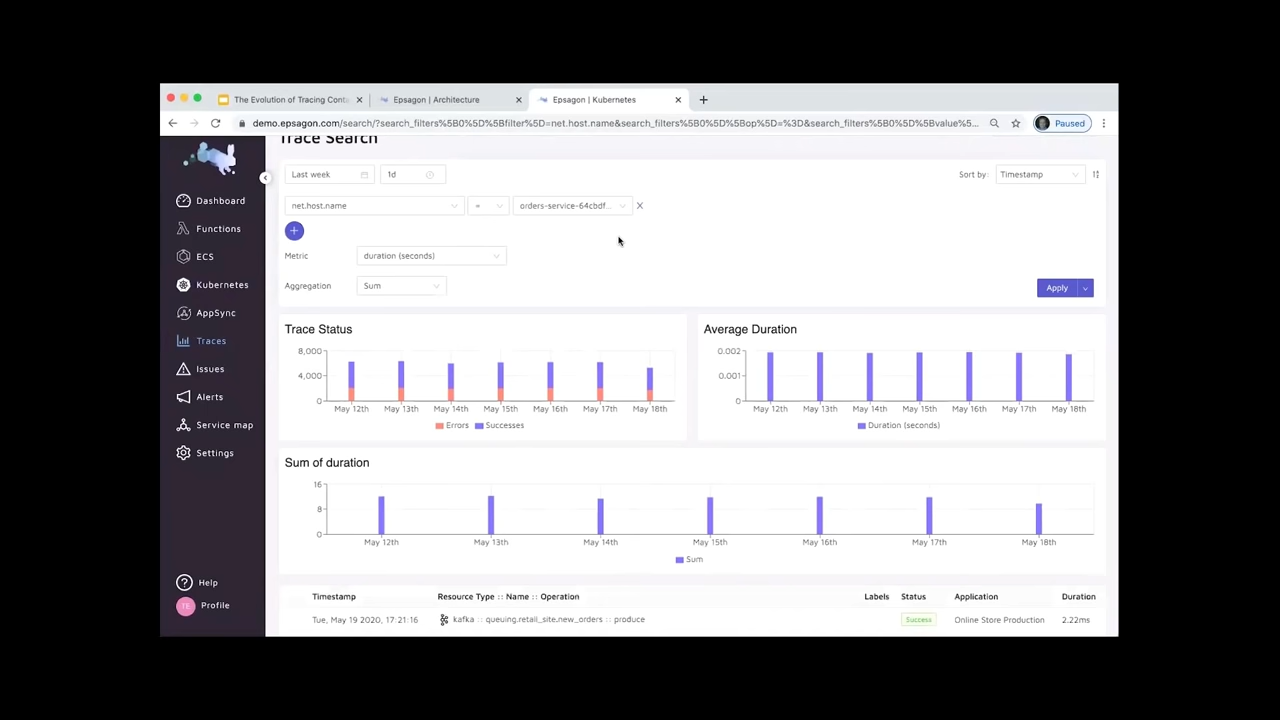 The Evolution of Tracing Conta
Epsagon | Architecture
Epsagon | Kubernetes
demo.epsagon.com/search/?search_filters%5B0%5D%5Bfilter%5D=net.host.name&search_filters%5B0%5D%5Bop%5D=%3D&search_filters%5B0%5D%5Bvalue%5...
Paused
Trace Search
Last week
1d
Sort by:
Timestamp
net.host.name
=
orders-service-64cbdf...
Metric
duration (seconds)
Aggregation
Sum
Apply
Dashboard
Functions
ECS
Kubernetes
AppSync
Traces
Issues
Alerts
Service map
Settings
Help
TE
Profile
Trace Status
8,000
4,000
0
May 12th May 13th May 14th May 15th May 16th May 17th May 18th
Errors Successes
Average Duration
0.002
0.001
0
May 12th May 13th May 14th May 15th May 16th May 17th May 18th
Duration (seconds)
Sum of duration
16
8
0
May 12th May 13th May 14th May 15th May 16th May 17th May 18th
Sum
Timestamp Resource Type :: Name :: Operation Labels Status Application Duration
Tue, May 19 2020, 17:21:16 kafka :: queuing.retail_site.new_orders :: produce Success Online Store Production 2.22ms